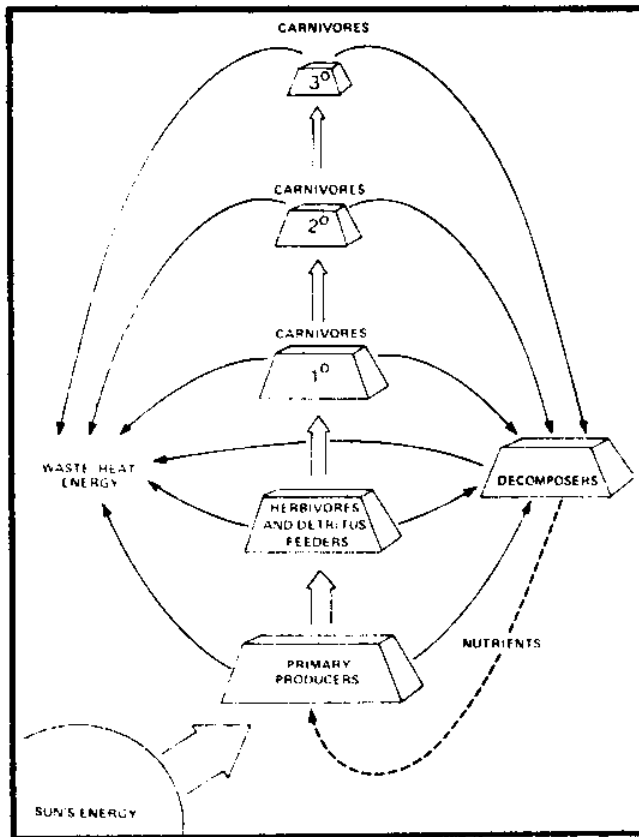 CARNIVORES
3°
CARNIVORES
2°
CARNIVORES
1°
WASTE HEAT
ENERGY
DECOMPOSERS
HERBIVORES
AND DETRITUS
FEEDERS
NUTRIENTS
PRIMARY
PRODUCERS
SUN'S ENERGY